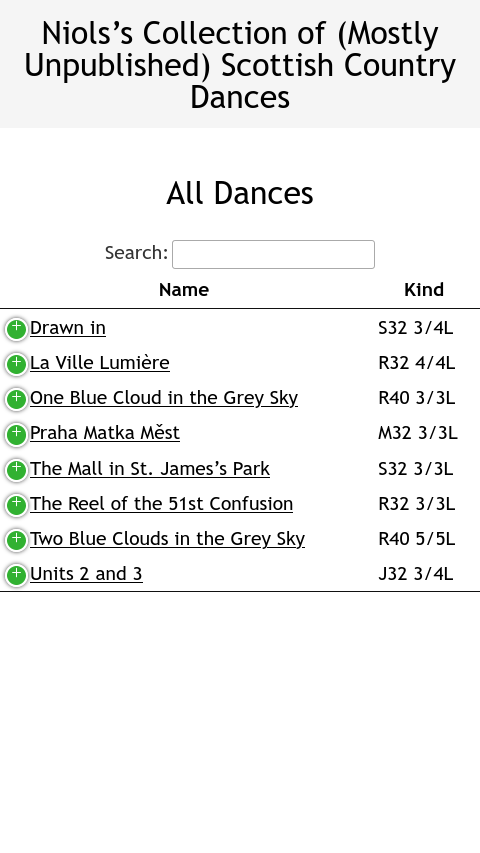 Niols’s Collection of (Mostly
Unpublished) Scottish Country
Dances
All Dances
Search:
Name Kind
Drawn in S32 3/4L
La Ville Lumière R32 4/4L
One Blue Cloud in the Grey Sky R40 3/3L
Praha Matka Měst M32 3/3L
The Mall in St. James’s Park S32 3/3L
The Reel of the 51st Confusion R32 3/3L
Two Blue Clouds in the Grey Sky R40 5/5L
Units 2 and 3 J32 3/4L